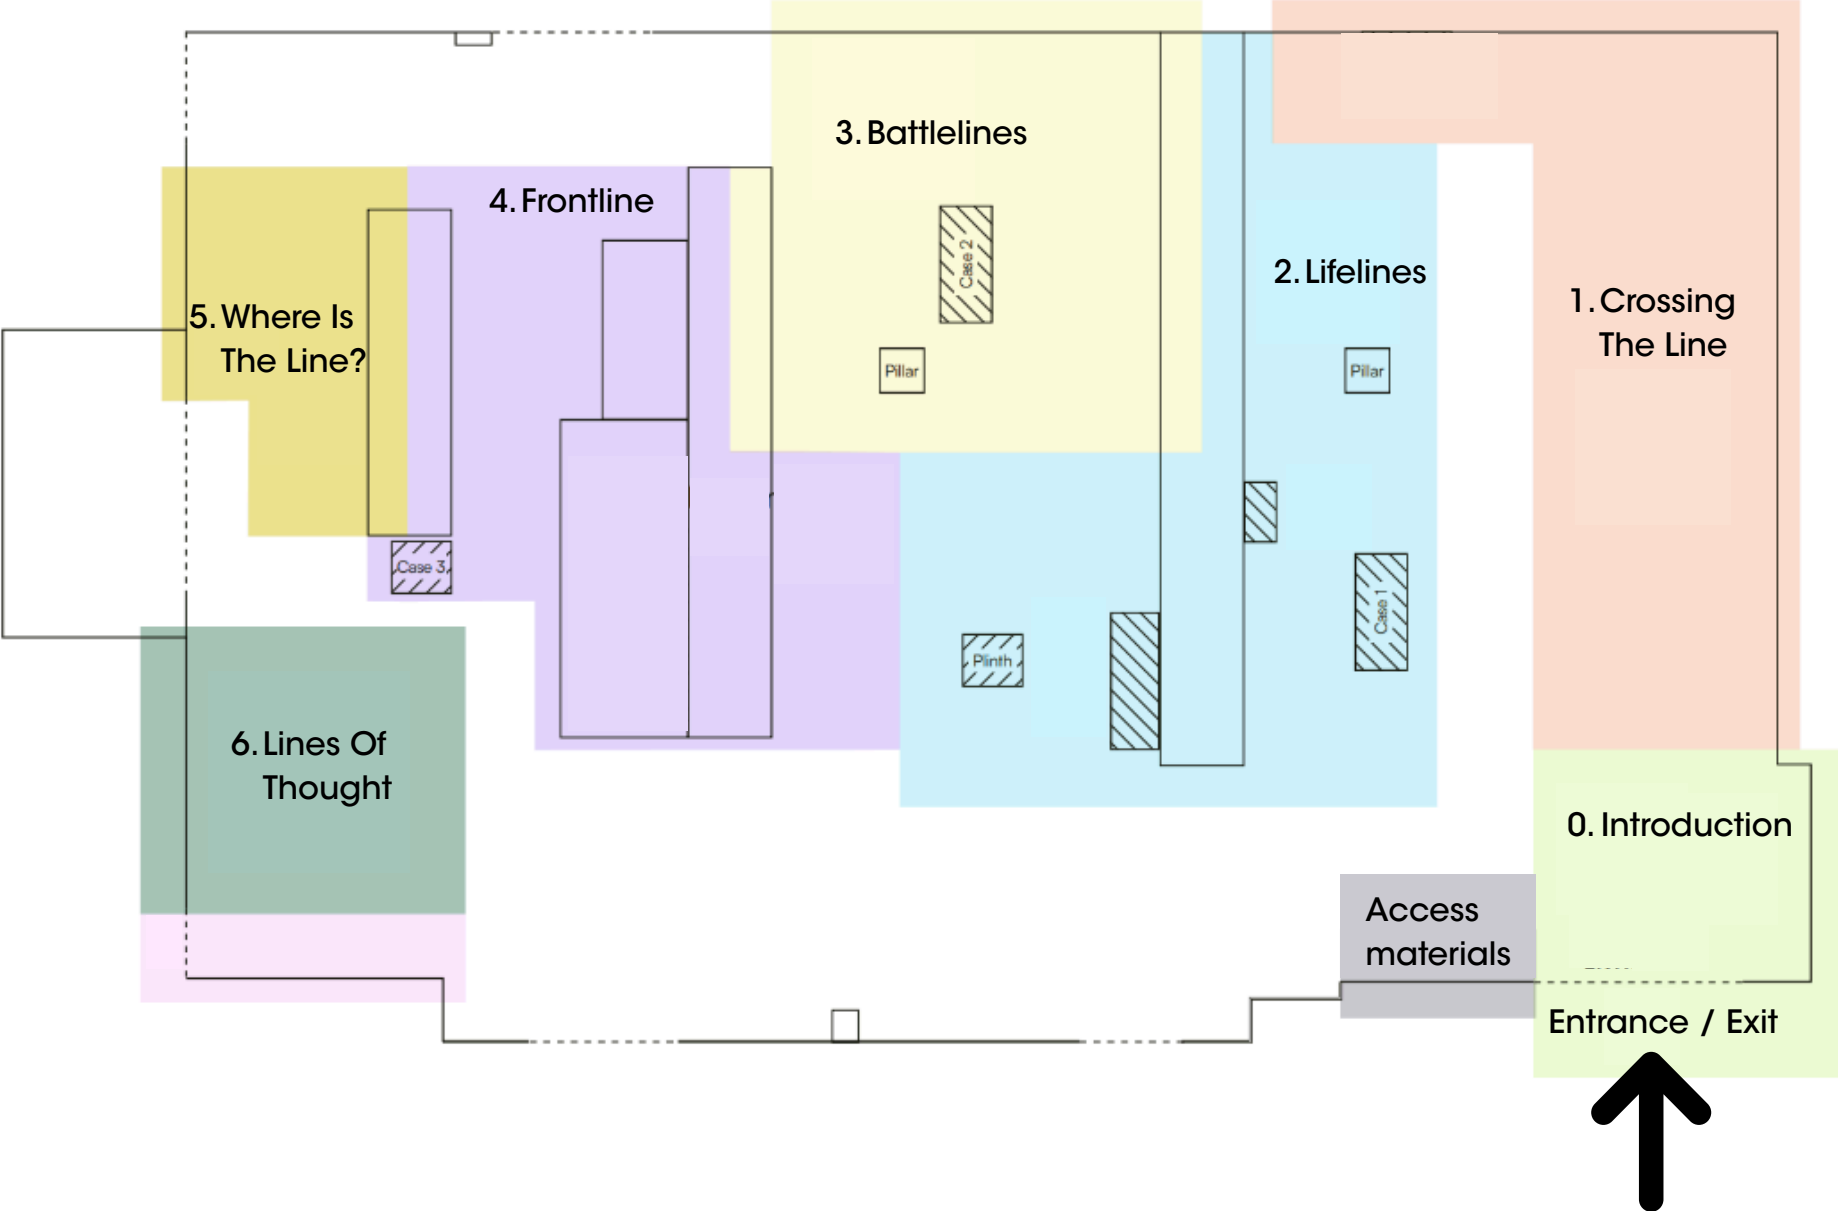 3. Battlelines
4. Frontline
Case 2
2. Lifelines
1. Crossing
The Line
5. Where Is
The Line?
Pillar
Pillar
Case 3
Case 1
Plinth
6. Lines Of
Thought
0. Introduction
Access
materials
Entrance / Exit